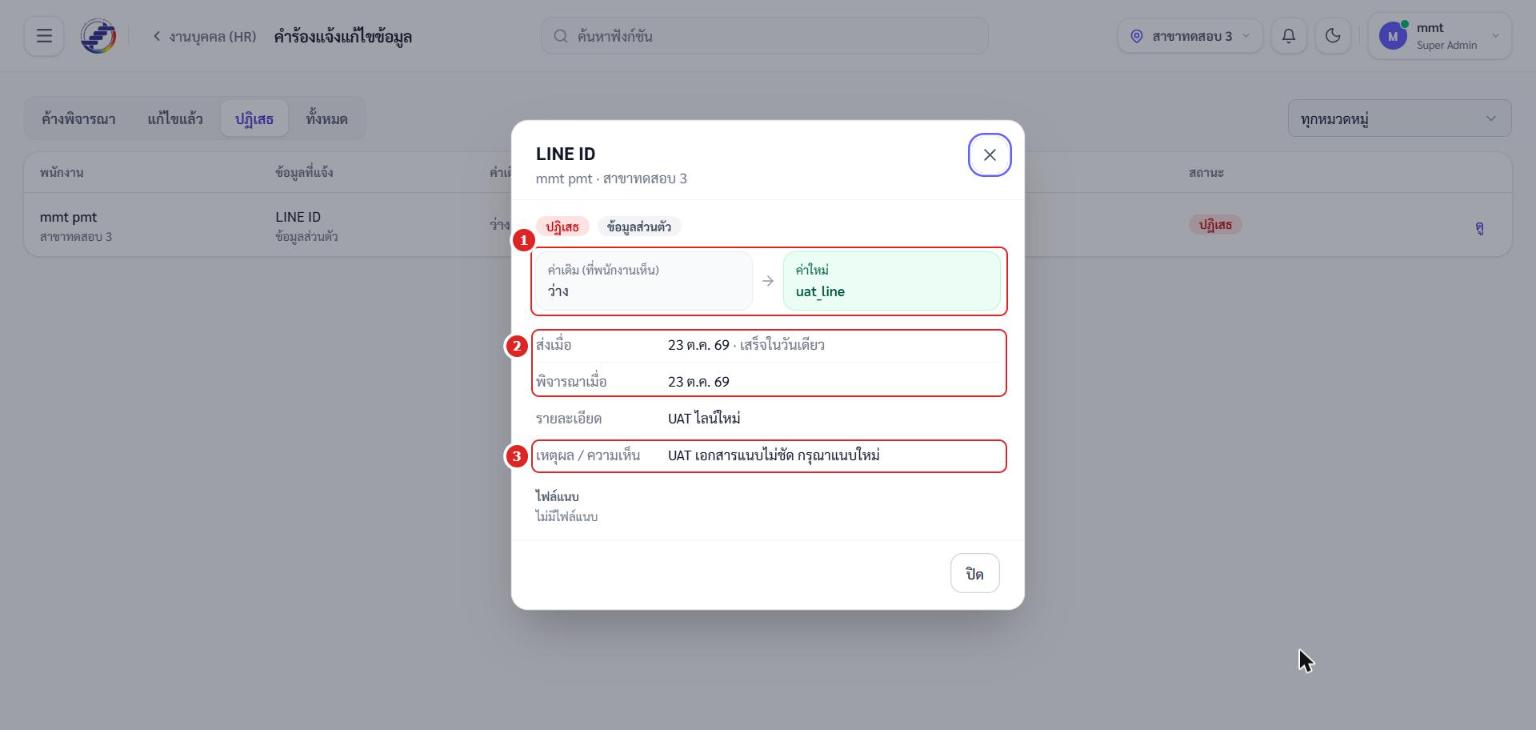 งานบุคคล (HR) คำร้องแจ้งแก้ไขข้อมูล ค้นหาฟังก์ชัน สาขาทดสอบ 3 M mmt
Super Admin
ค้างพิจารณา แก้ไขแล้ว ปฏิเสธ ทั้งหมด ทุกหมวดหมู่
พนักงาน ข้อมูลที่แจ้ง สถานะ
mmt pmt LINE ID ว่าง ปฏิเสธ ดู
สาขาทดสอบ 3 ข้อมูลส่วนตัว
LINE ID
mmt pmt · สาขาทดสอบ 3
ปฏิเสธ ข้อมูลส่วนตัว
1
ค่าเดิม (ที่พนักงานเห็น) ค่าใหม่
ว่าง → uat_line
2 ส่งเมื่อ 23 ต.ค. 69 · เสร็จในวันเดียว
พิจารณาเมื่อ 23 ต.ค. 69
รายละเอียด UAT ไลน์ใหม่
3 เหตุผล / ความเห็น UAT เอกสารแนบไม่ชัด กรุณาแนบใหม่
ไฟล์แนบ
ไม่มีไฟล์แนบ
ปิด